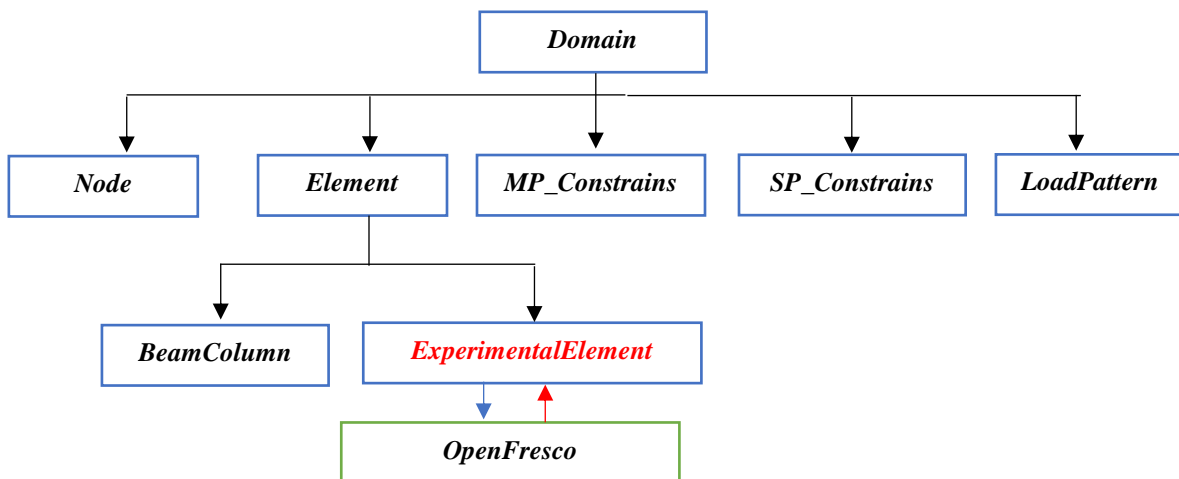 Domain
Node
Element
MP_Constrains
SP_Constrains
LoadPattern
BeamColumn
ExperimentalElement
OpenFresco